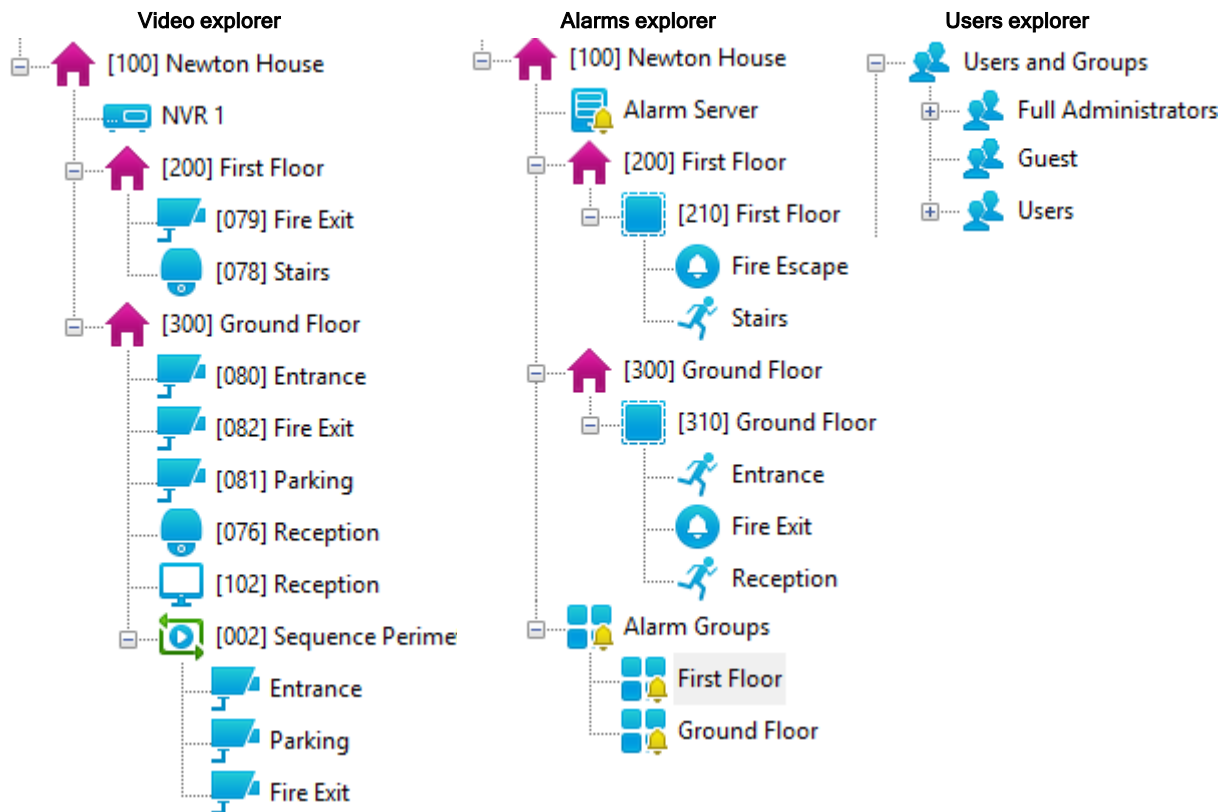 Video explorer
[100] Newton House
NVR 1
[200] First Floor
[079] Fire Exit
[078] Stairs
[300] Ground Floor
[080] Entrance
[082] Fire Exit
[081] Parking
[076] Reception
[102] Reception
[002] Sequence Perime
Entrance
Parking
Fire Exit
Alarms explorer
[100] Newton House
Alarm Server
[200] First Floor
[210] First Floor
Fire Escape
Stairs
[300] Ground Floor
[310] Ground Floor
Entrance
Fire Exit
Reception
Alarm Groups
First Floor
Ground Floor
Users explorer
Users and Groups
Full Administrators
Guest
Users